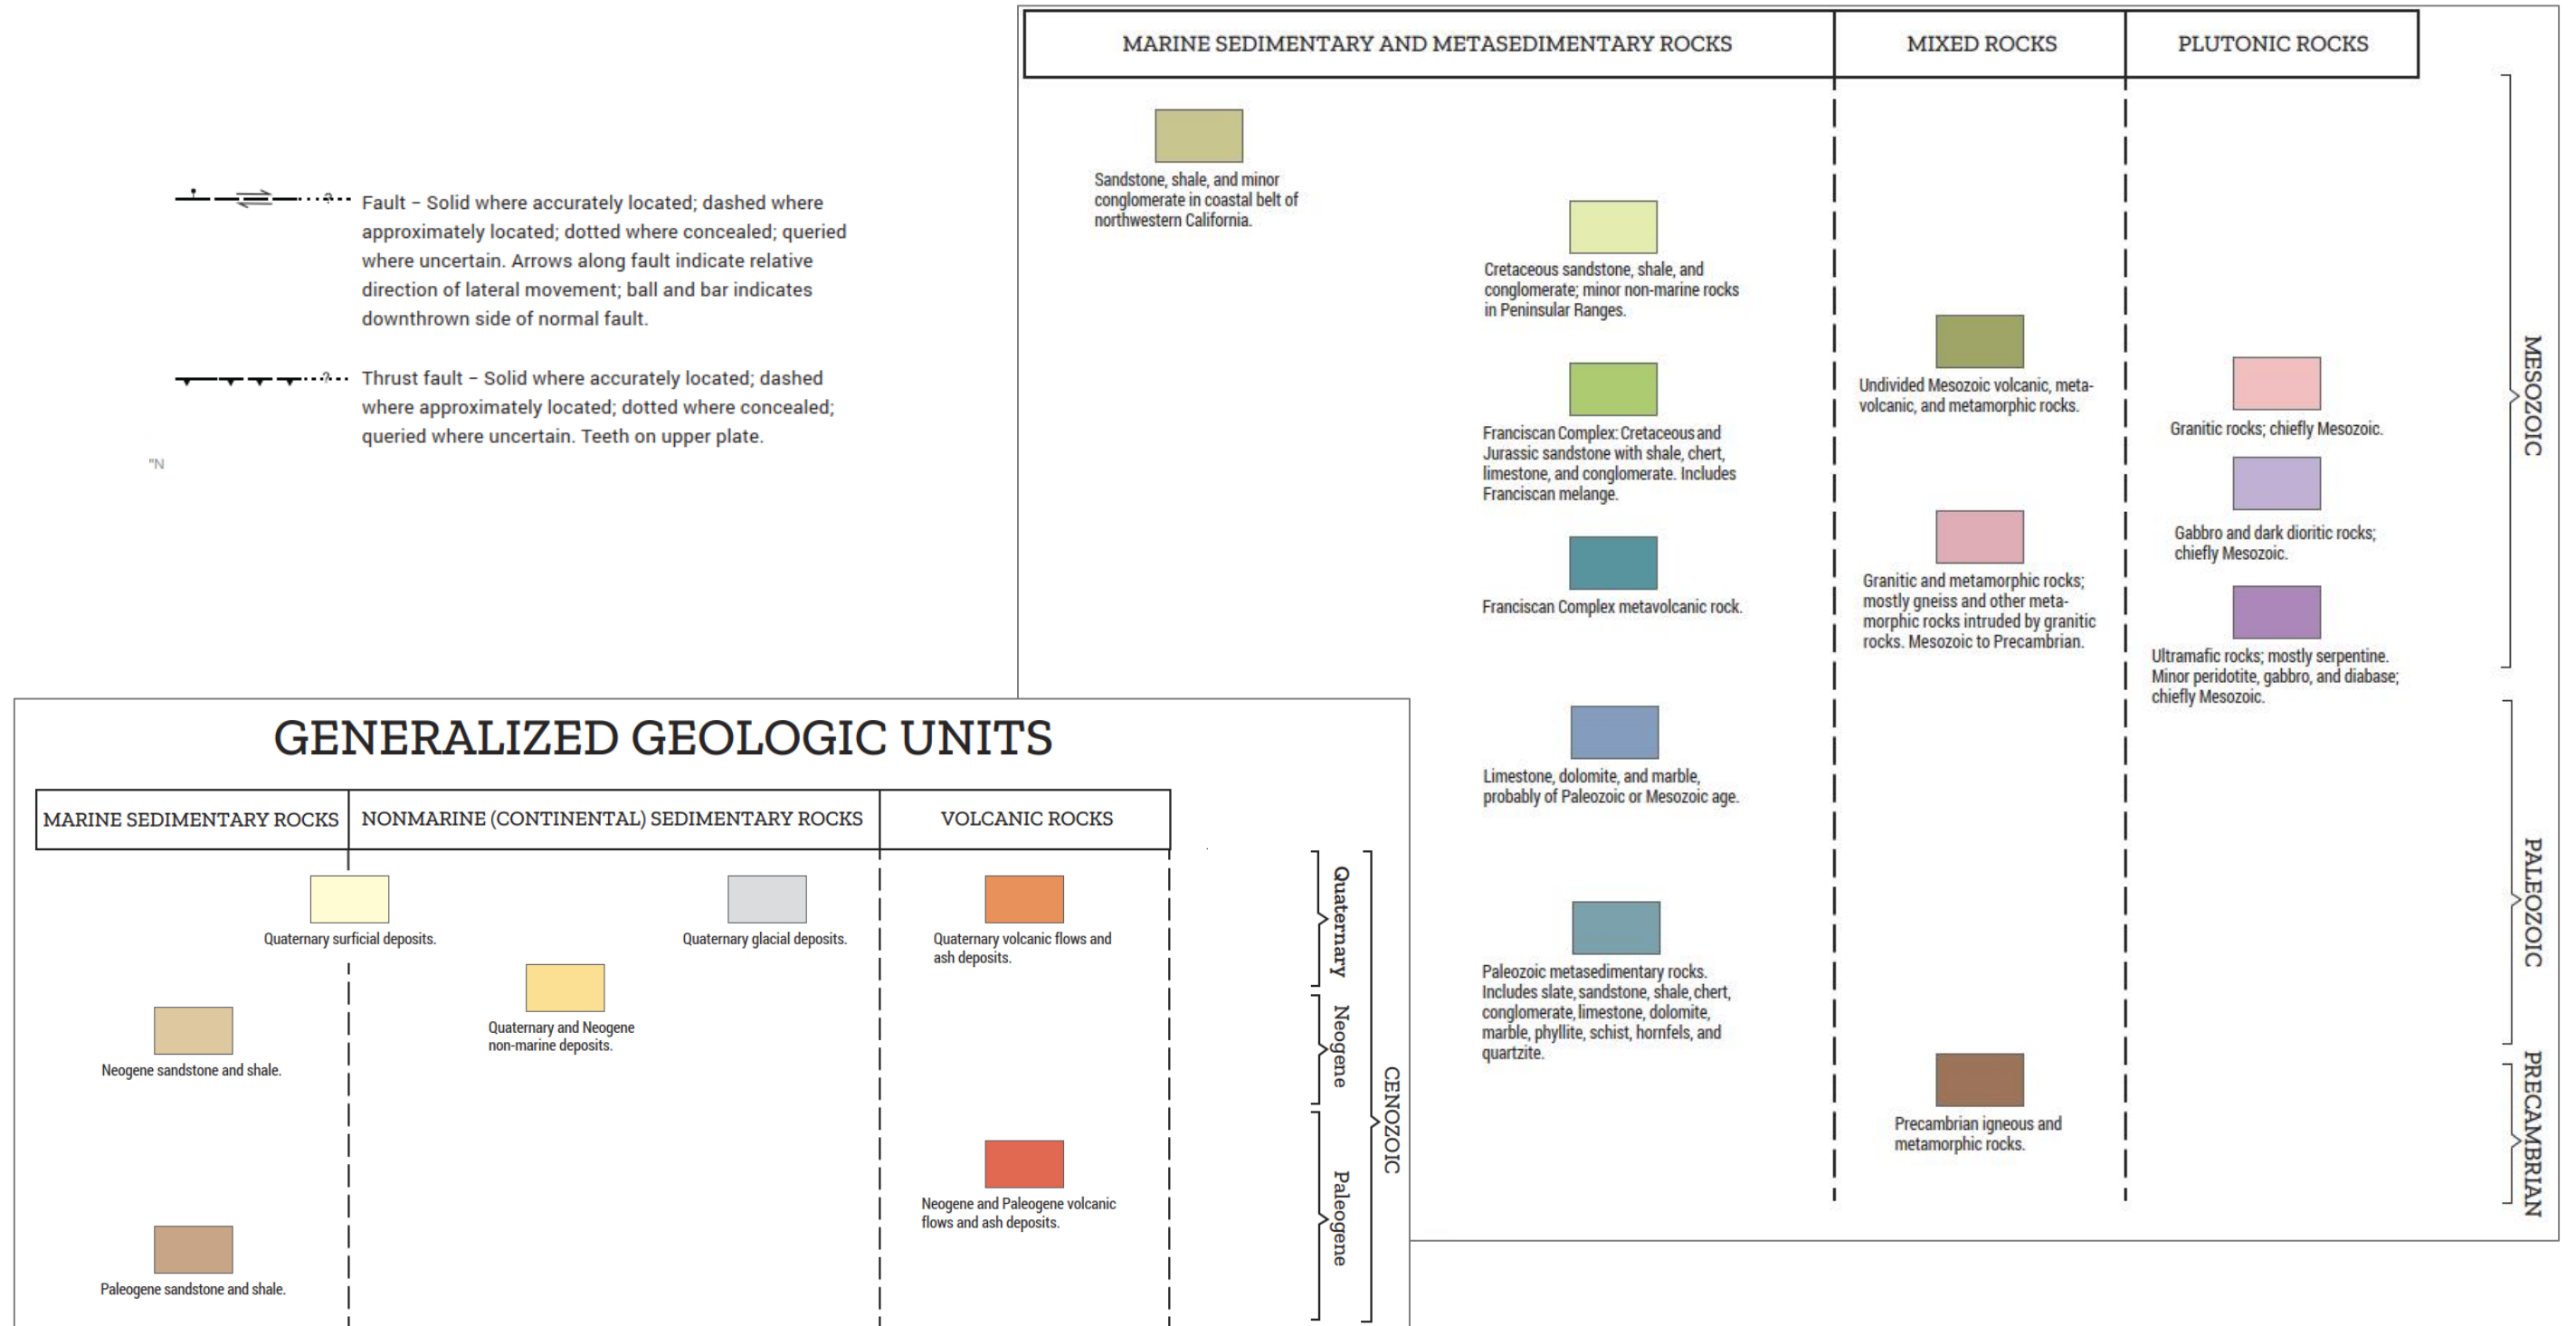 MARINE SEDIMENTARY AND METASEDIMENTARY ROCKS
MIXED ROCKS
PLUTONIC ROCKS
Sandstone, shale, and minor
conglomerate in coastal belt of
northwestern California.
Cretaceous sandstone, shale, and
conglomerate; minor non-marine rocks
in Peninsular Ranges.
Franciscan Complex: Cretaceous and
Jurassic sandstone with shale, chert,
limestone, and conglomerate. Includes
Franciscan melange.
Franciscan Complex metavolcanic rock.
Limestone, dolomite, and marble,
probably of Paleozoic or Mesozoic age.
Paleozoic metasedimentary rocks.
Includes slate, sandstone, shale, chert,
conglomerate, limestone, dolomite,
marble, phyllite, schist, hornfels, and
quartzite.
Undivided Mesozoic volcanic, meta-
volcanic, and metamorphic rocks.
Granitic and metamorphic rocks;
mostly gneiss and other meta-
morphic rocks intruded by granitic
rocks. Mesozoic to Precambrian.
Precambrian igneous and
metamorphic rocks.
Granitic rocks; chiefly Mesozoic.
Gabbro and dark dioritic rocks;
chiefly Mesozoic.
Ultramafic rocks; mostly serpentine.
Minor peridotite, gabbro, and diabase;
chiefly Mesozoic.
MESOZOIC
PALEOZOIC
PRECAMBRIAN
?
Fault – Solid where accurately located; dashed where
approximately located; dotted where concealed; queried
where uncertain. Arrows along fault indicate relative
direction of lateral movement; ball and bar indicates
downthrown side of normal fault.
?
Thrust fault – Solid where accurately located; dashed
where approximately located; dotted where concealed;
queried where uncertain. Teeth on upper plate.
"N
GENERALIZED GEOLOGIC UNITS
MARINE SEDIMENTARY ROCKS
NONMARINE (CONTINENTAL) SEDIMENTARY ROCKS
VOLCANIC ROCKS
Quaternary surficial deposits.
Quaternary glacial deposits.
Quaternary volcanic flows and
ash deposits.
Quaternary and Neogene
non-marine deposits.
Neogene sandstone and shale.
Neogene and Paleogene volcanic
flows and ash deposits.
Paleogene sandstone and shale.
Quaternary
Neogene
Paleogene
CENOZOIC